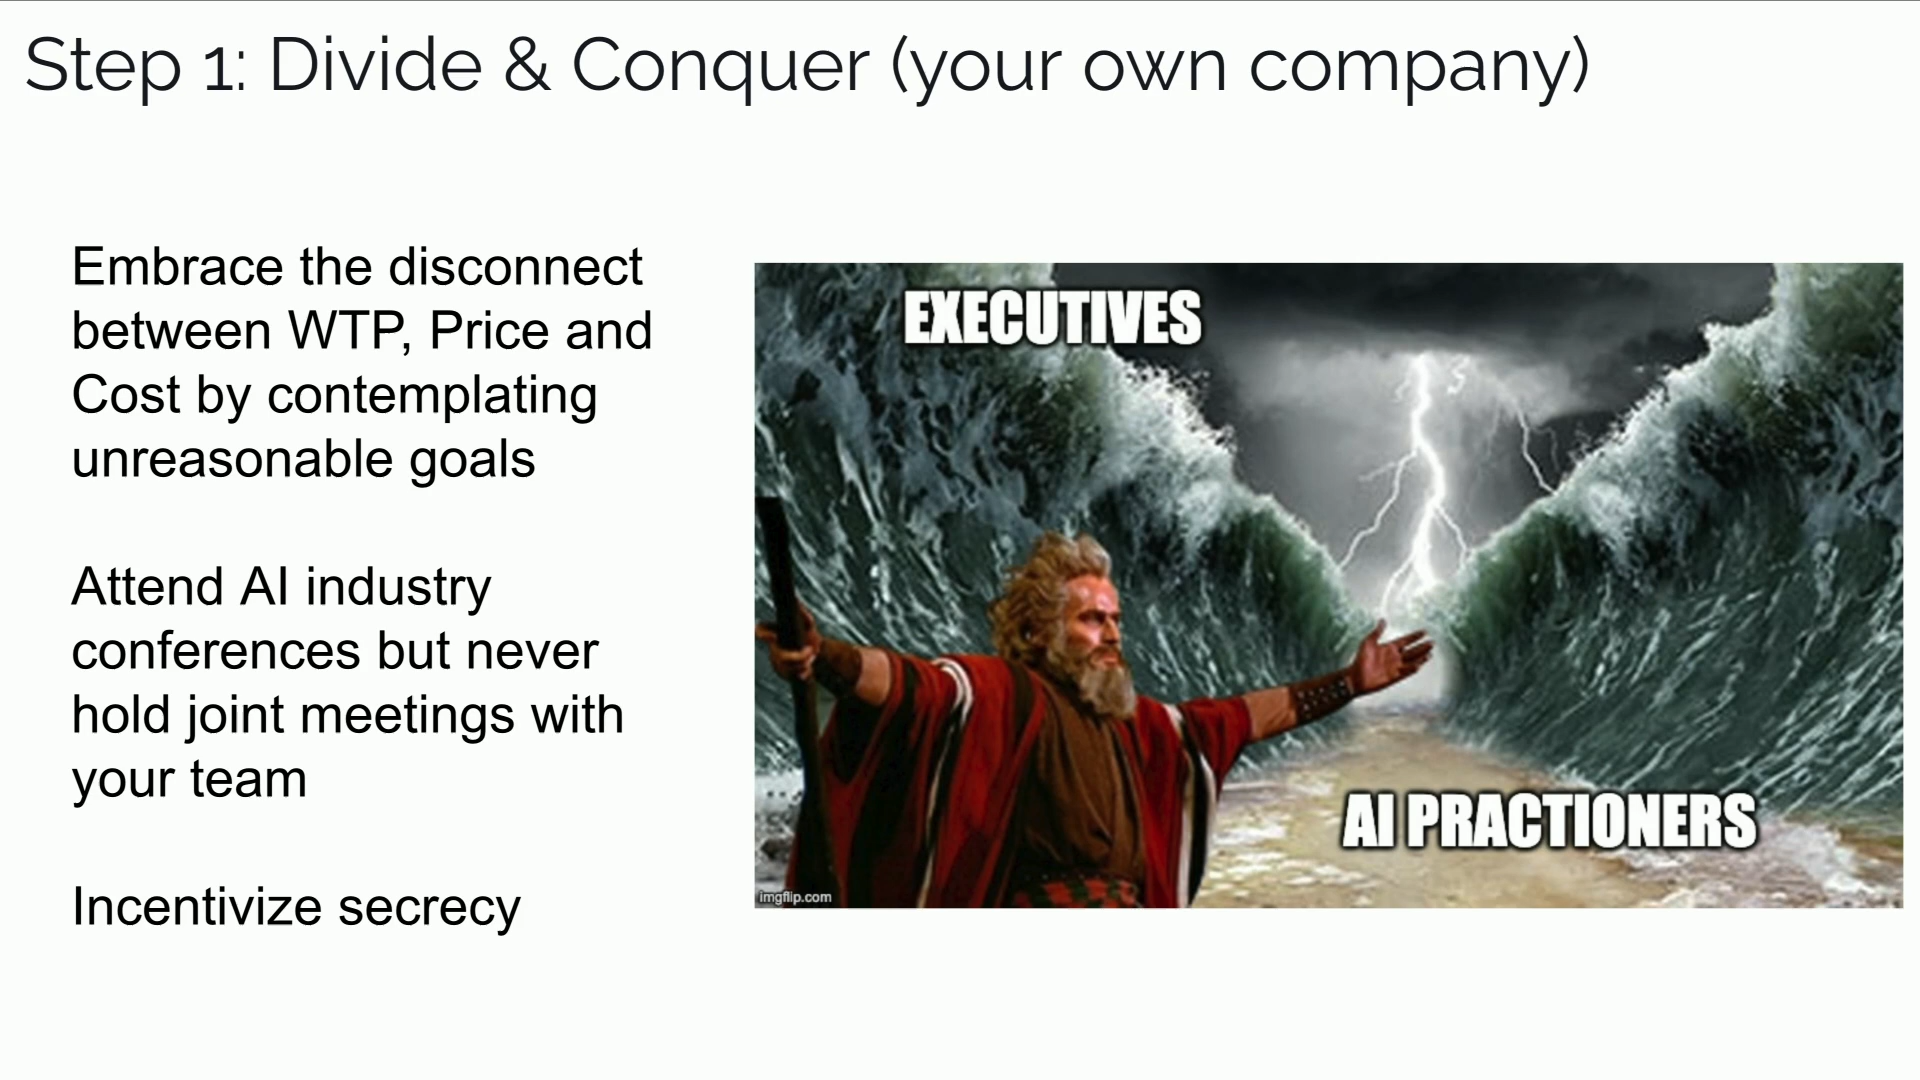 Step 1: Divide & Conquer (your own company)
Embrace the disconnect
between WTP, Price and
Cost by contemplating
unreasonable goals
Attend AI industry
conferences but never
hold joint meetings with
your team
Incentivize secrecy
EXECUTIVES
AI PRACTIONERS
imgflip.com